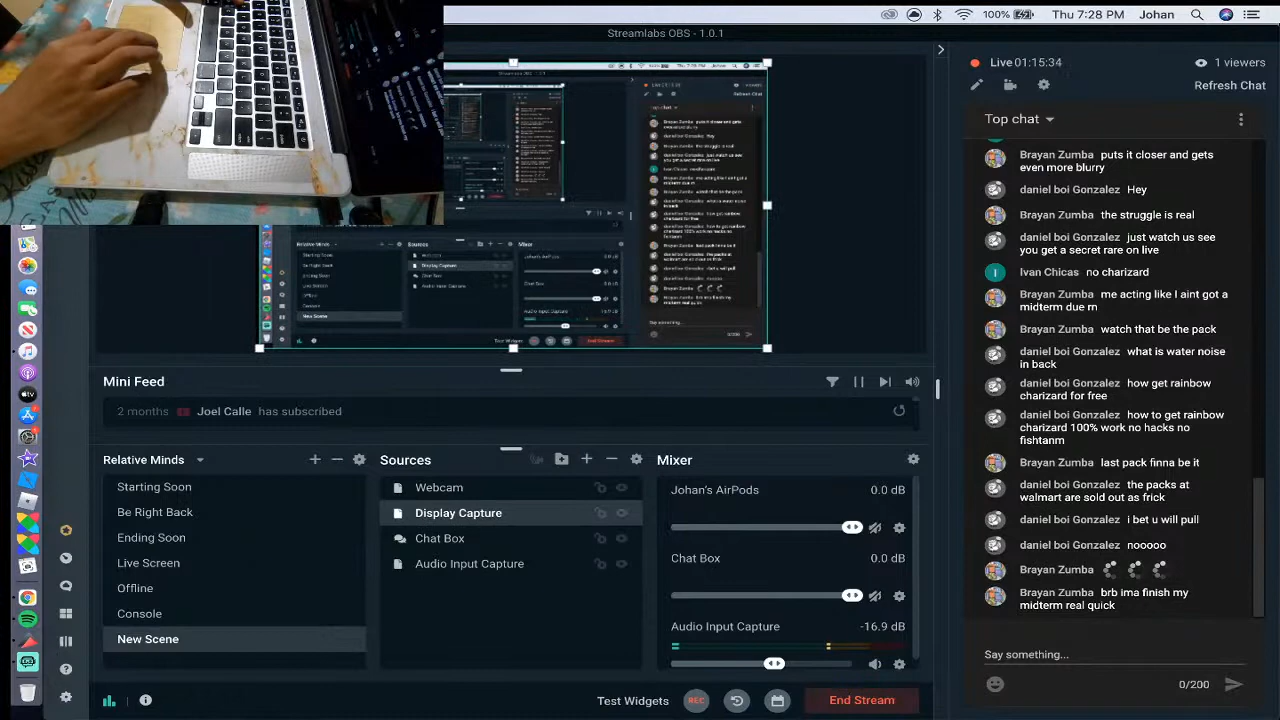 100% Thu 7:28 PM Johan
Streamlabs OBS - 1.0.1
Live 01:15:34
1 viewers
Refresh Chat
Top chat
Brayan Zumba put it closer and gets
even more blurry
daniel boi Gonzalez Hey
Brayan Zumba the struggle is real
daniel boi Gonzalez just watch us see
you get a secret rare on live
I Ivan Chicas no charizard
Brayan Zumba me acting like i aint got a
midterm due m
Brayan Zumba watch that be the pack
daniel boi Gonzalez what is water noise
in back
daniel boi Gonzalez how get rainbow
charizard for free
daniel boi Gonzalez how to get rainbow
charizard 100% work no hacks no
fishtanm
Brayan Zumba last pack finna be it
daniel boi Gonzalez the packs at
walmart are sold out as frick
daniel boi Gonzalez i bet u will pull
daniel boi Gonzalez nooooo
Brayan Zumba
Brayan Zumba brb ima finish my
midterm real quick
Say something...
0/200
Mini Feed
2 months Joel Calle has subscribed
Relative Minds
Starting Soon
Be Right Back
Ending Soon
Live Screen
Offline
Console
New Scene
Sources
Webcam
Display Capture
Chat Box
Audio Input Capture
Mixer
Johan's AirPods 0.0 dB
Chat Box 0.0 dB
Audio Input Capture -16.9 dB
Test Widgets REC End Stream